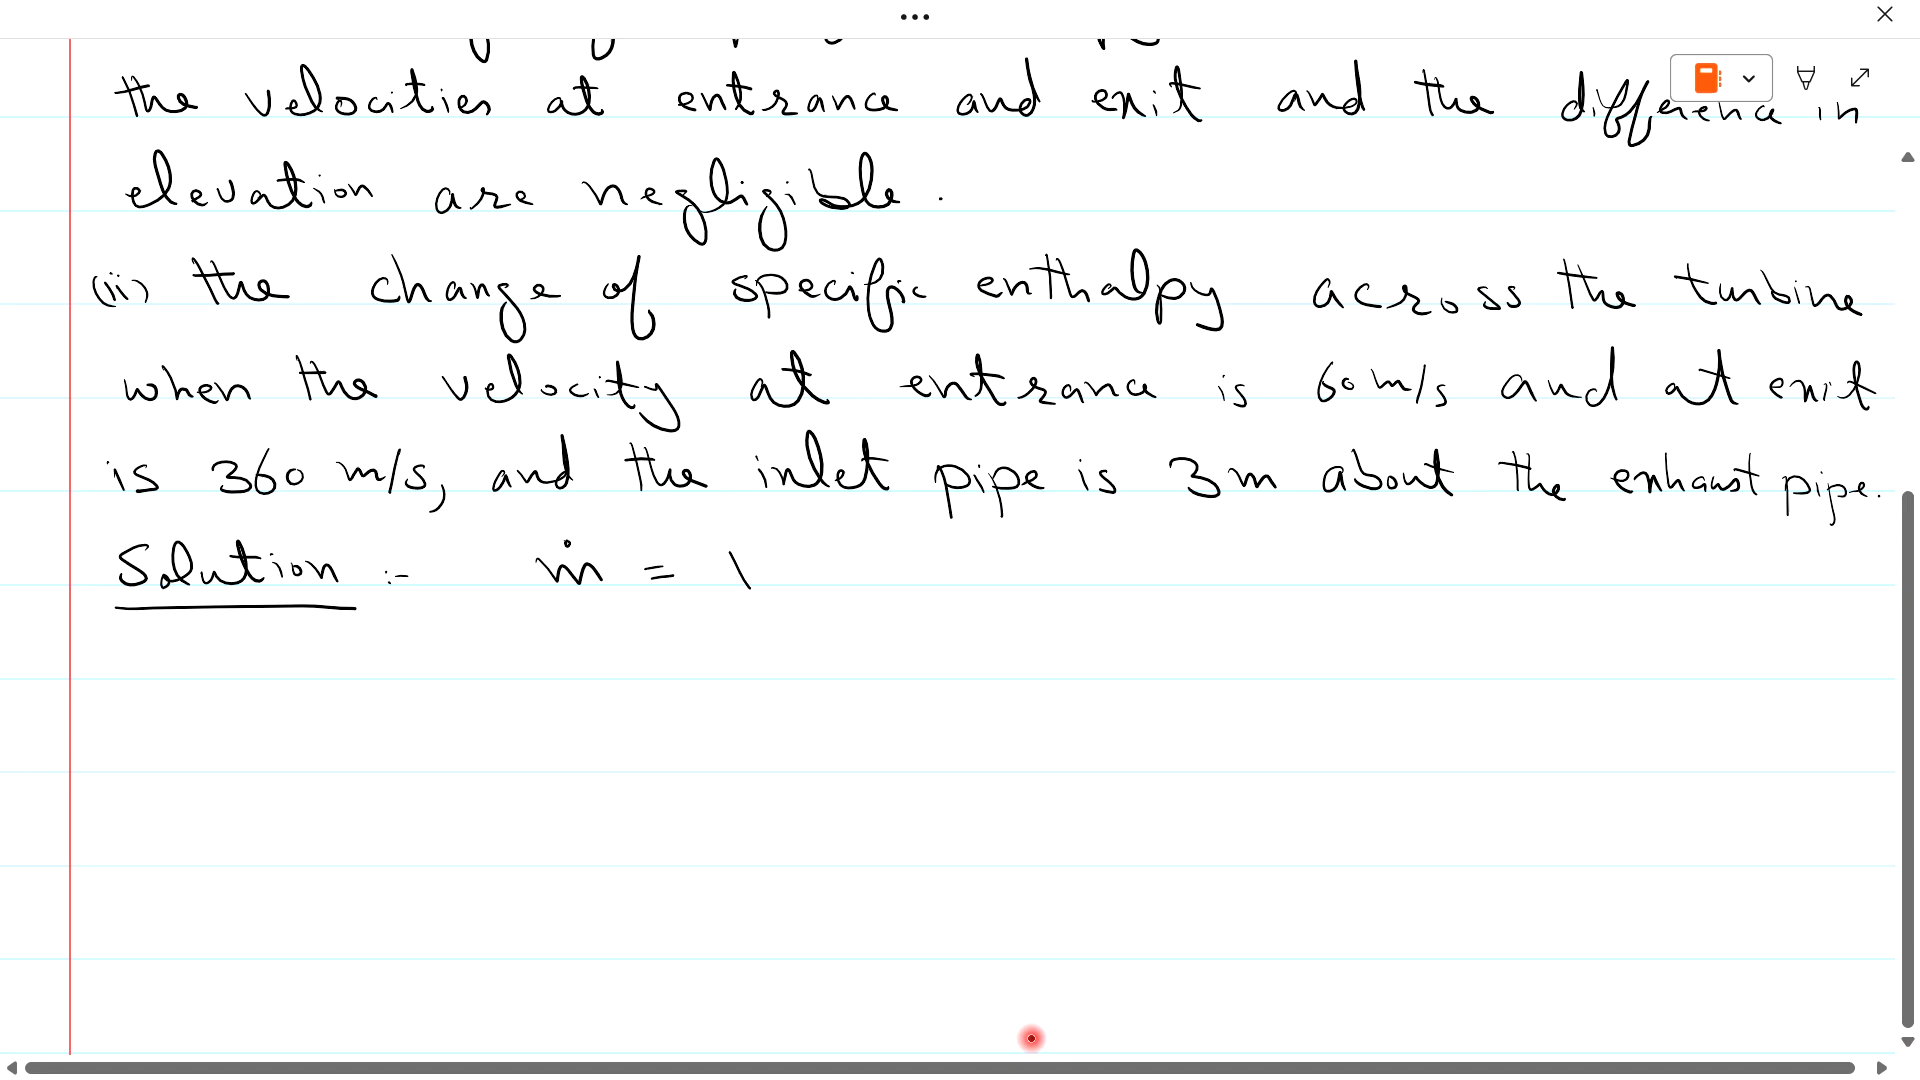 the velocities at entrance and exit and the difference in
elevation are negligible.
(ii) the change of specific enthalpy across the turbine
when the velocity at entrance is 60 m/s and at exit
is 360 m/s, and the inlet pipe is 3m about the exhaust pipe.
Solution :- ṁ = \